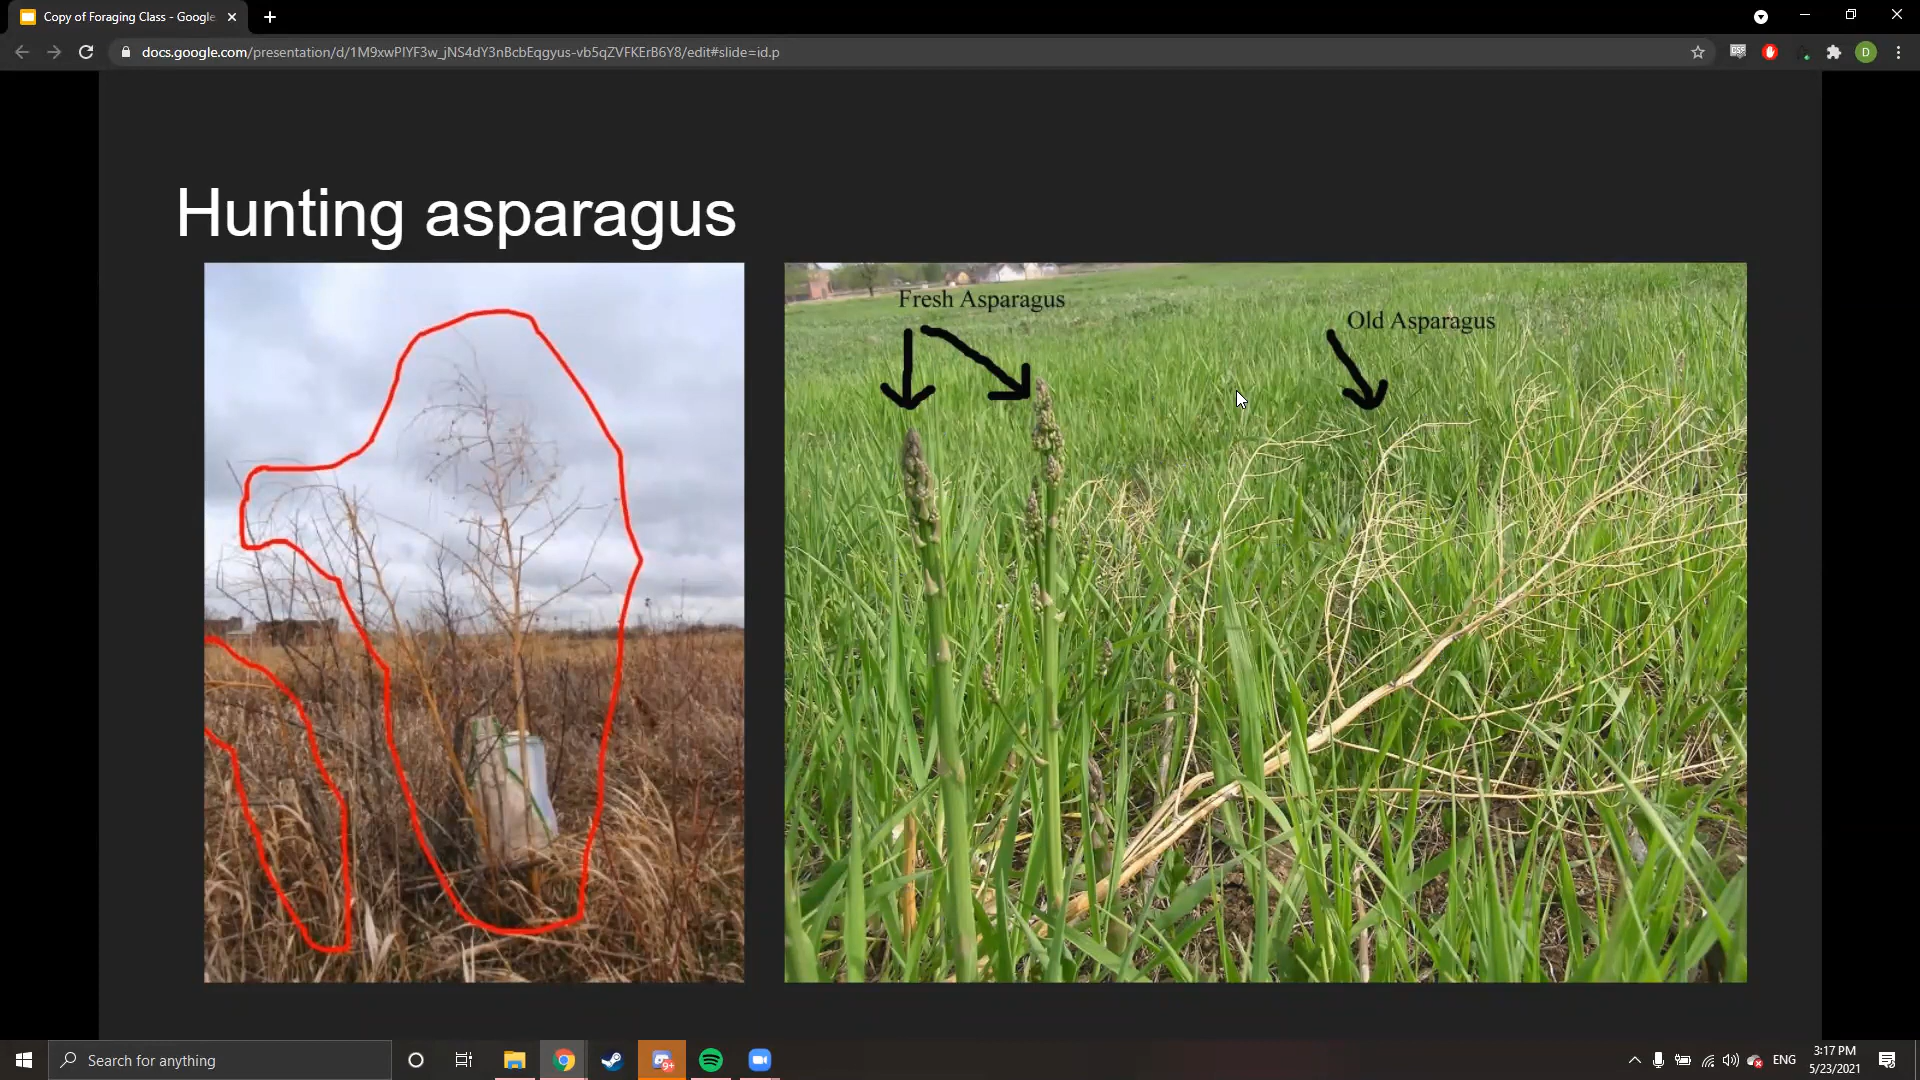 Copy of Foraging Class - Google
docs.google.com/presentation/d/1M9xwPIYF3w_jNS4dY3nBcbEqgyus-vb5qZVFKErB6Y8/edit#slide=id.p
D
Hunting asparagus
Fresh Asparagus
Old Asparagus
Search for anything
9+
ENG
3:17 PM
5/23/2021